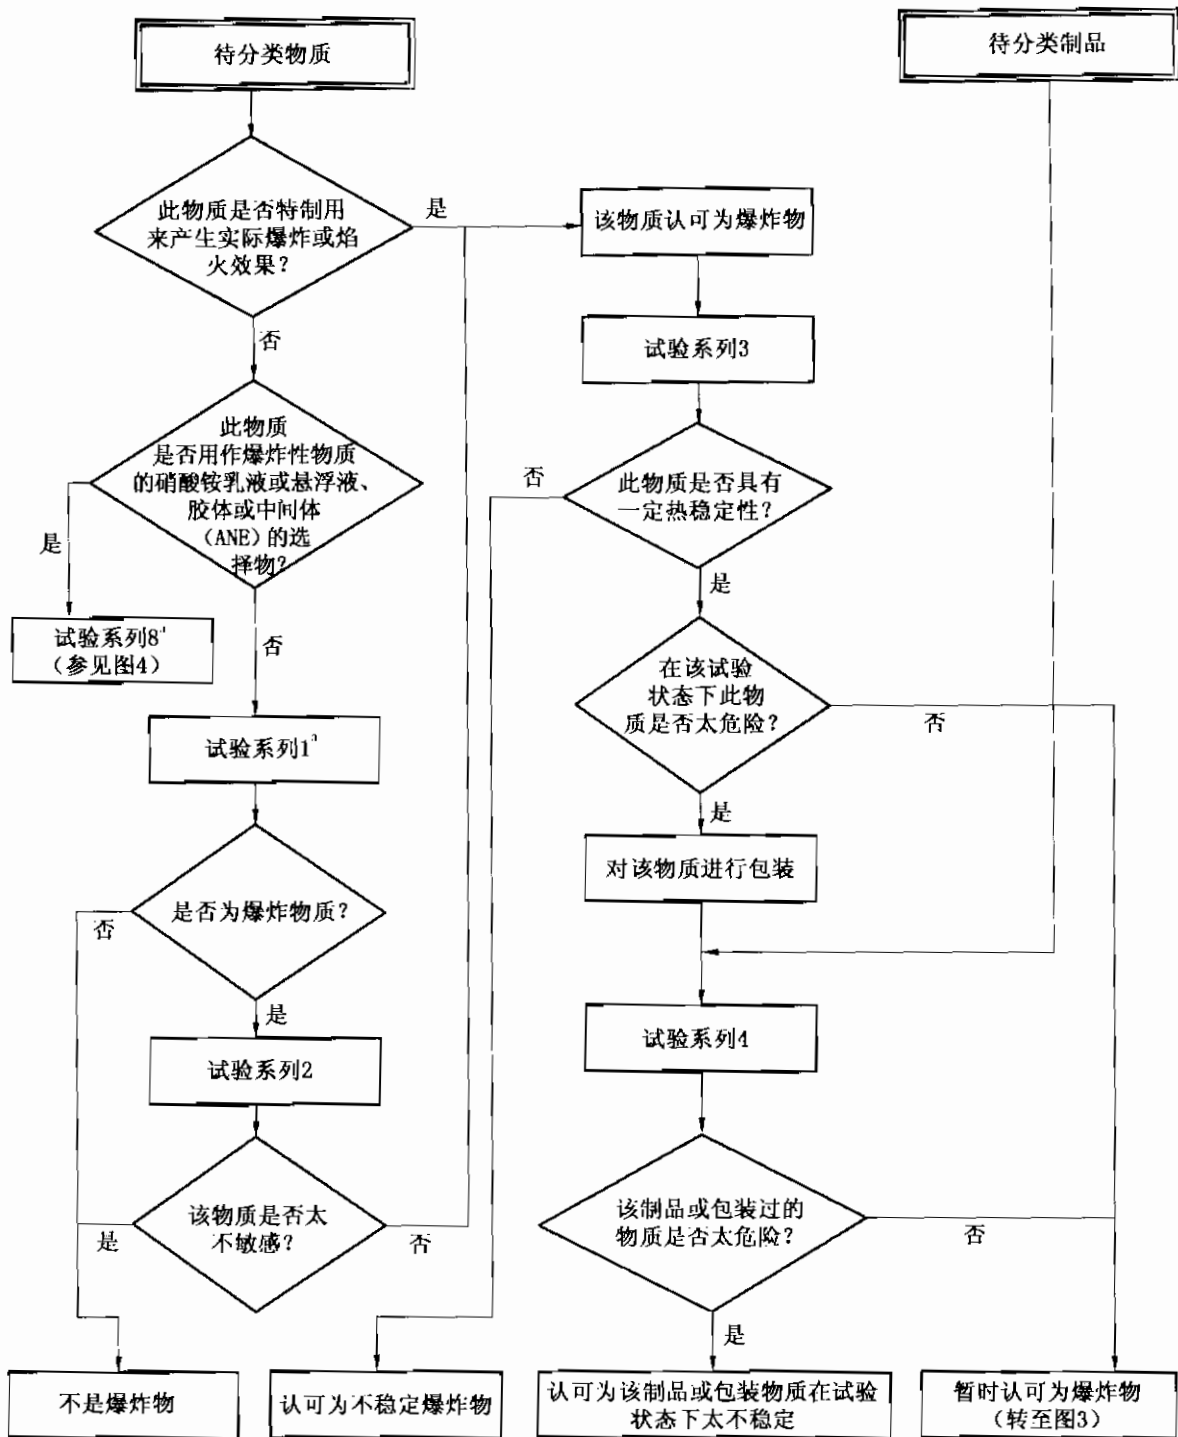 待分类物质
待分类制品
此物质是否特制用
来产生实际爆炸或焰
火效果?
是
该物质认可为爆炸物
否
试验系列3
此物质
是否用作爆炸性物质
的硝酸铵乳液或悬浮液、
胶体或中间体
(ANE)的选
择物?
是
试验系列8
(参见图4)
否
否
此物质是否具有
一定热稳定性?
是
在该试验
状态下此物
质是否太危险?
否
试验系列1
是
对该物质进行包装
是否为爆炸物质?
否
是
试验系列2
试验系列4
该物质是否太
不敏感?
是
否
该制品或包装过的
物质是否太危险?
否
是
不是爆炸物
认可为不稳定爆炸物
认可为该制品或包装物质在试验
状态下太不稳定
暂时认可为爆炸物
(转至图3)